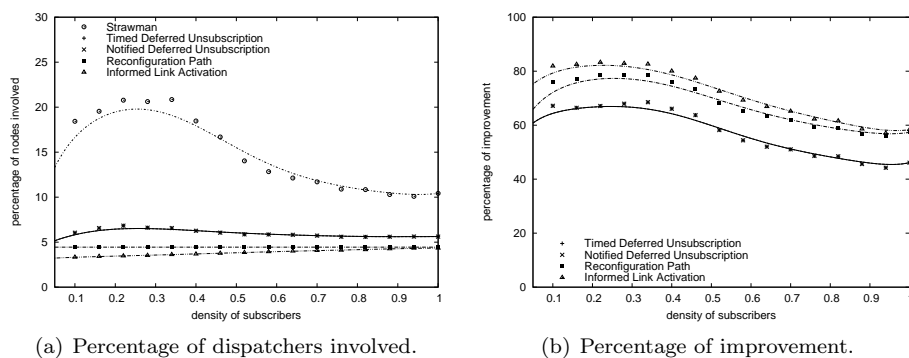 30
25
20
15
10
5
0
percentage of nodes involved
Strawman
Timed Deferred Unsubscription
Notified Deferred Unsubscription
Reconfiguration Path
Informed Link Activation
0.1 0.2 0.3 0.4 0.5 0.6 0.7 0.8 0.9 1
density of subscribers
(a) Percentage of dispatchers involved.
100
80
60
40
20
0
percentage of improvement
Timed Deferred Unsubscription
Notified Deferred Unsubscription
Reconfiguration Path
Informed Link Activation
0.1 0.2 0.3 0.4 0.5 0.6 0.7 0.8 0.9 1
density of subscribers
(b) Percentage of improvement.